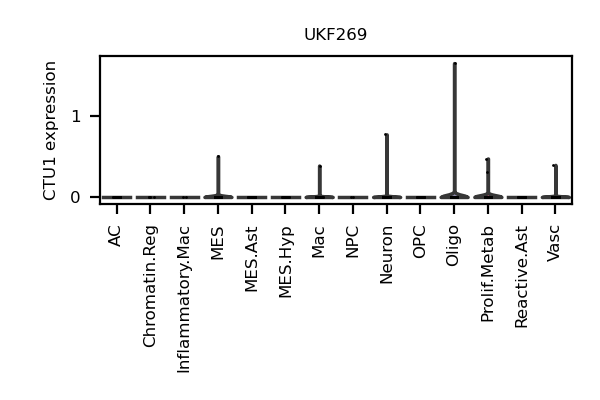 UKF269
CTU1 expression
1
0
AC
Chromatin.Reg
Inflammatory.Mac
MES
MES.Ast
MES.Hyp
Mac
NPC
Neuron
OPC
Oligo
Prolif.Metab
Reactive.Ast
Vasc